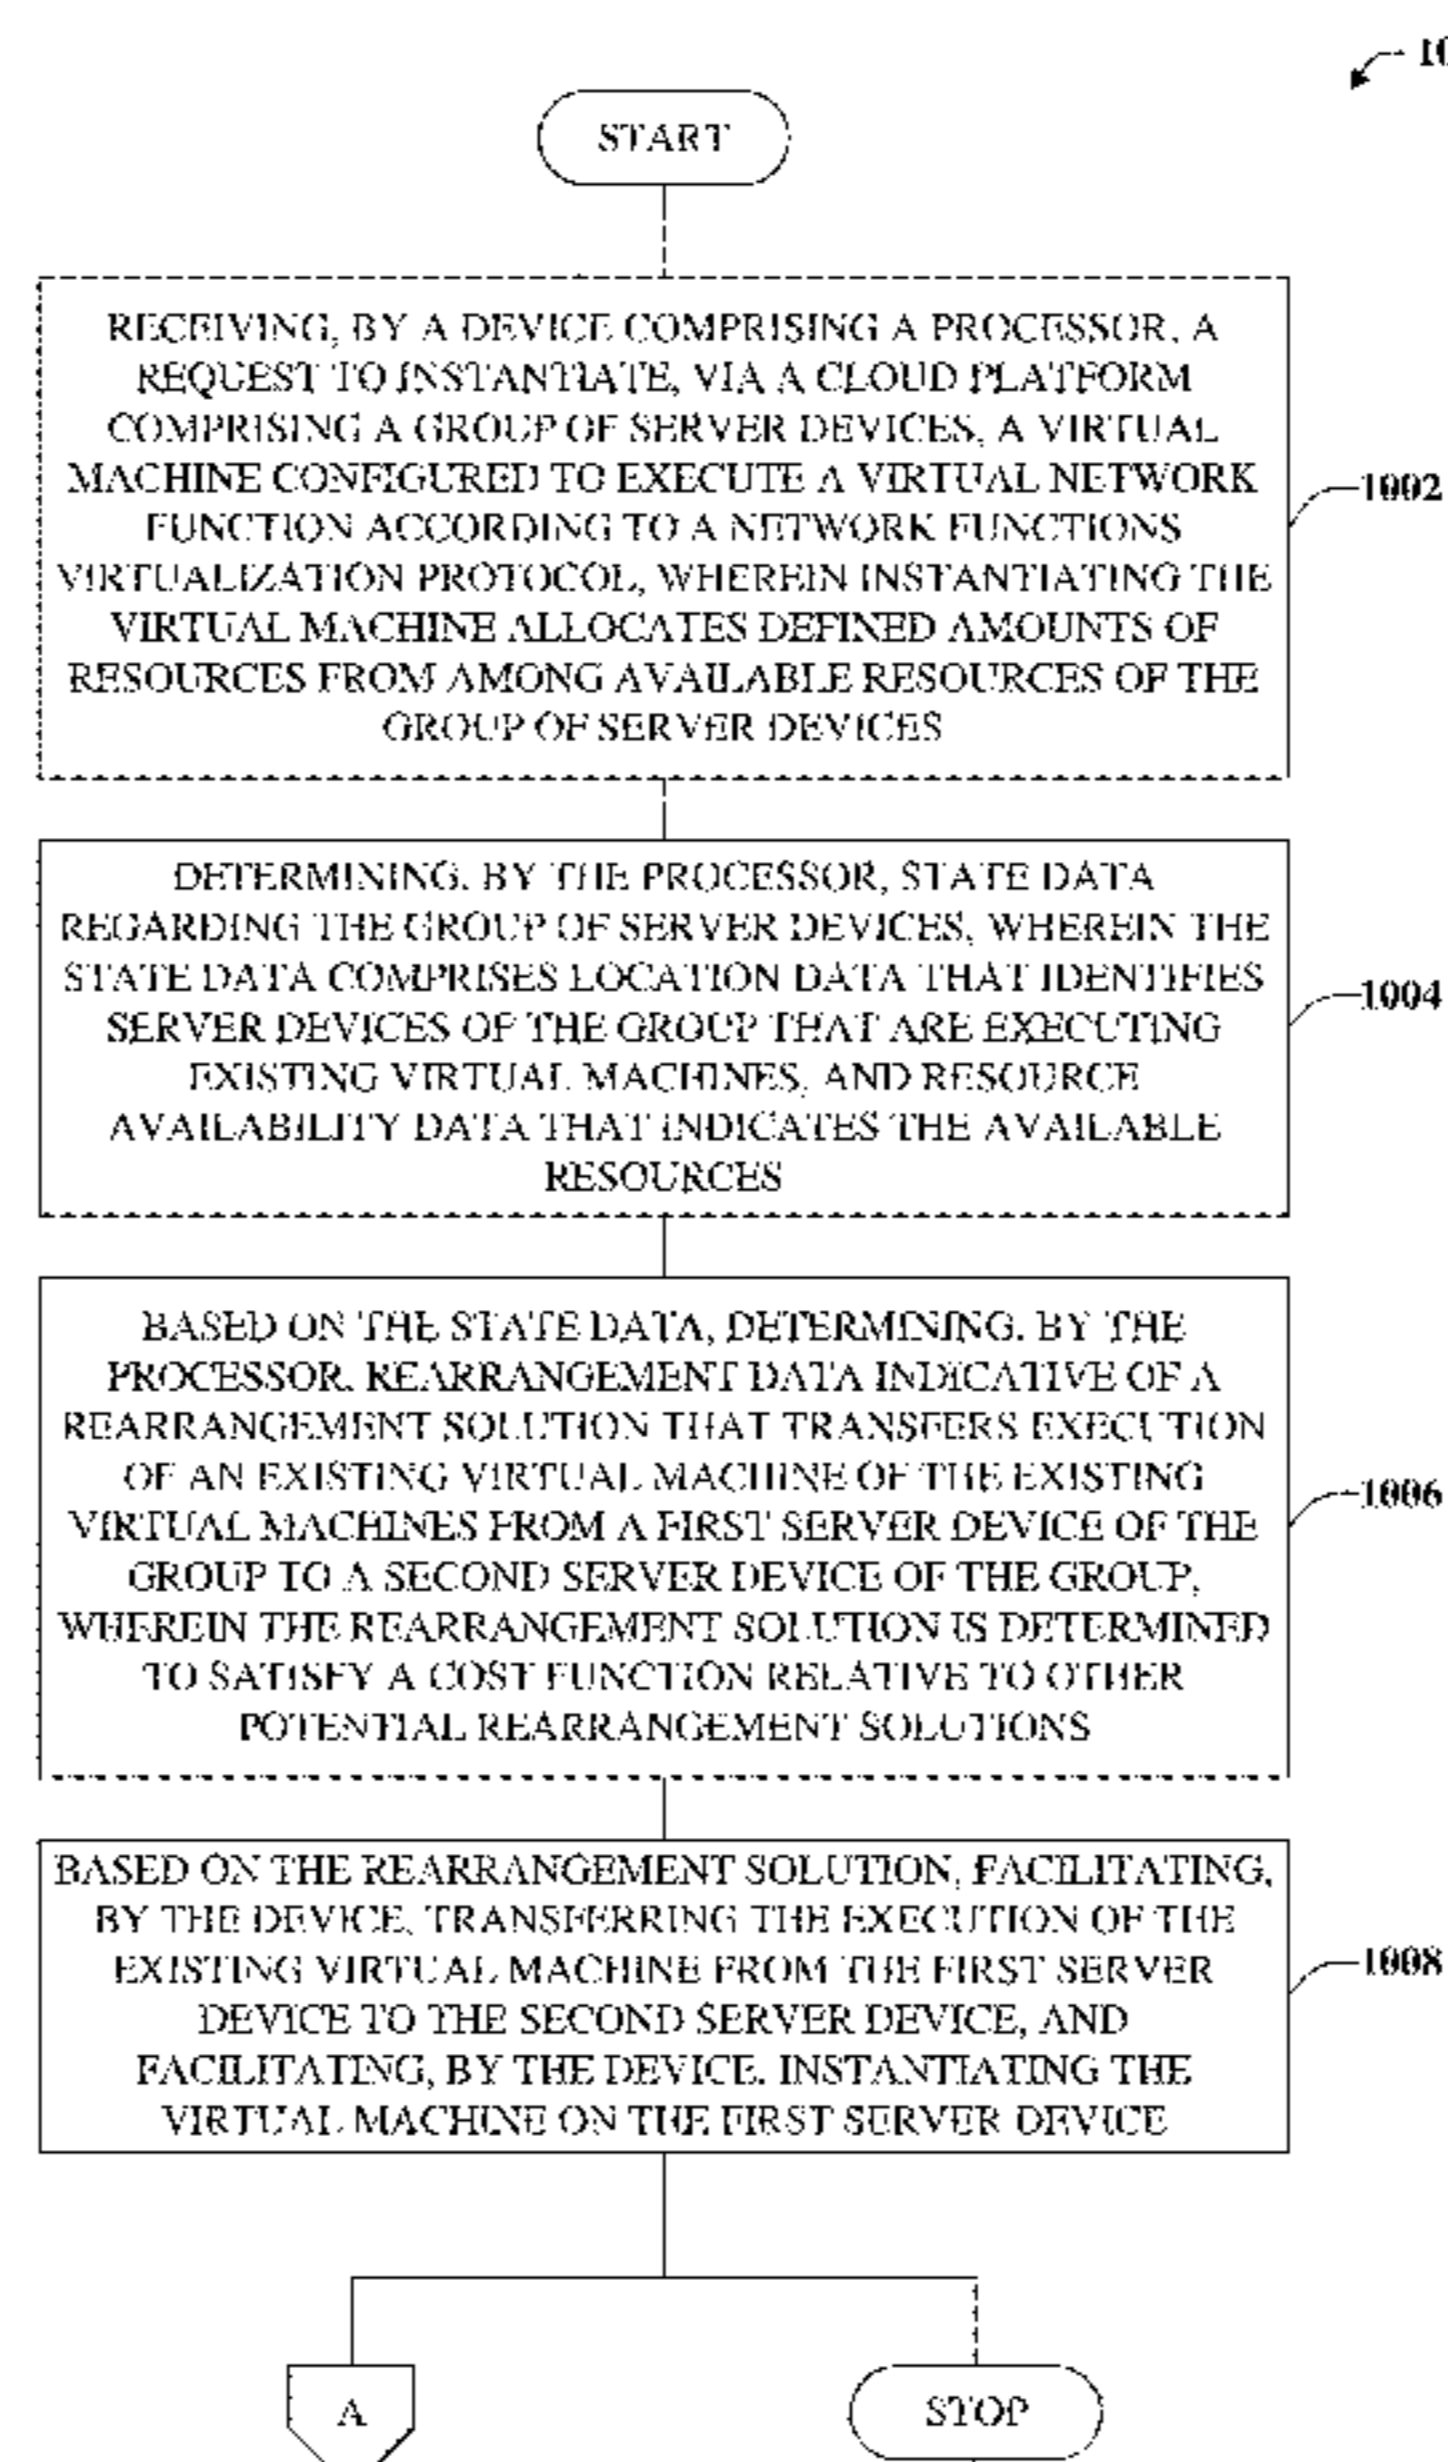 10
START
RECEIVING, BY A DEVICE COMPRISING A PROCESSOR, A
REQUEST TO INSTANTIATE, VIA A CLOUD PLATFORM
COMPRISING A GROUP OF SERVER DEVICES, A VIRTUAL
MACHINE CONFIGURED TO EXECUTE A VIRTUAL NETWORK
FUNCTION ACCORDING TO A NETWORK FUNCTIONS
VIRTUALIZATION PROTOCOL, WHEREIN INSTANTIATING THE
VIRTUAL MACHINE ALLOCATES DEFINED AMOUNTS OF
RESOURCES FROM AMONG AVAILABLE RESOURCES OF THE
GROUP OF SERVER DEVICES
1002
DETERMINING, BY THE PROCESSOR, STATE DATA
REGARDING THE GROUP OF SERVER DEVICES, WHEREIN THE
STATE DATA COMPRISES LOCATION DATA THAT IDENTIFIES
SERVER DEVICES OF THE GROUP THAT ARE EXECUTING
EXISTING VIRTUAL MACHINES, AND RESOURCE
AVAILABILITY DATA THAT INDICATES THE AVAILABLE
RESOURCES
1004
BASED ON THE STATE DATA, DETERMINING, BY THE
PROCESSOR, REARRANGEMENT DATA INDICATIVE OF A
REARRANGEMENT SOLUTION THAT TRANSFERS EXECUTION
OF AN EXISTING VIRTUAL MACHINE OF THE EXISTING
VIRTUAL MACHINES FROM A FIRST SERVER DEVICE OF THE
GROUP TO A SECOND SERVER DEVICE OF THE GROUP,
WHEREIN THE REARRANGEMENT SOLUTION IS DETERMINED
TO SATISFY A COST FUNCTION RELATIVE TO OTHER
POTENTIAL REARRANGEMENT SOLUTIONS
1006
BASED ON THE REARRANGEMENT SOLUTION, FACILITATING,
BY THE DEVICE, TRANSFERRING THE EXECUTION OF THE
EXISTING VIRTUAL MACHINE FROM THE FIRST SERVER
DEVICE TO THE SECOND SERVER DEVICE, AND
FACILITATING, BY THE DEVICE, INSTANTIATING THE
VIRTUAL MACHINE ON THE FIRST SERVER DEVICE
1008
A
STOP